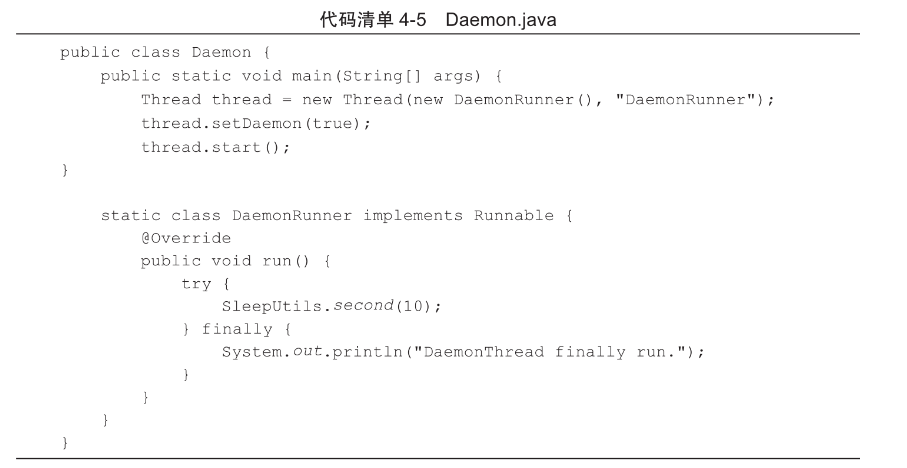 代码清单 4-5 Daemon.java
public class Daemon {
    public static void main(String[] args) {
        Thread thread = new Thread(new DaemonRunner(), "DaemonRunner");
        thread.setDaemon(true);
        thread.start();
}
    static class DaemonRunner implements Runnable {
        @Override
        public void run() {
            try {
                SleepUtils.second(10);
            } finally {
                System.out.println("DaemonThread finally run.");
            }
        }
    }
}